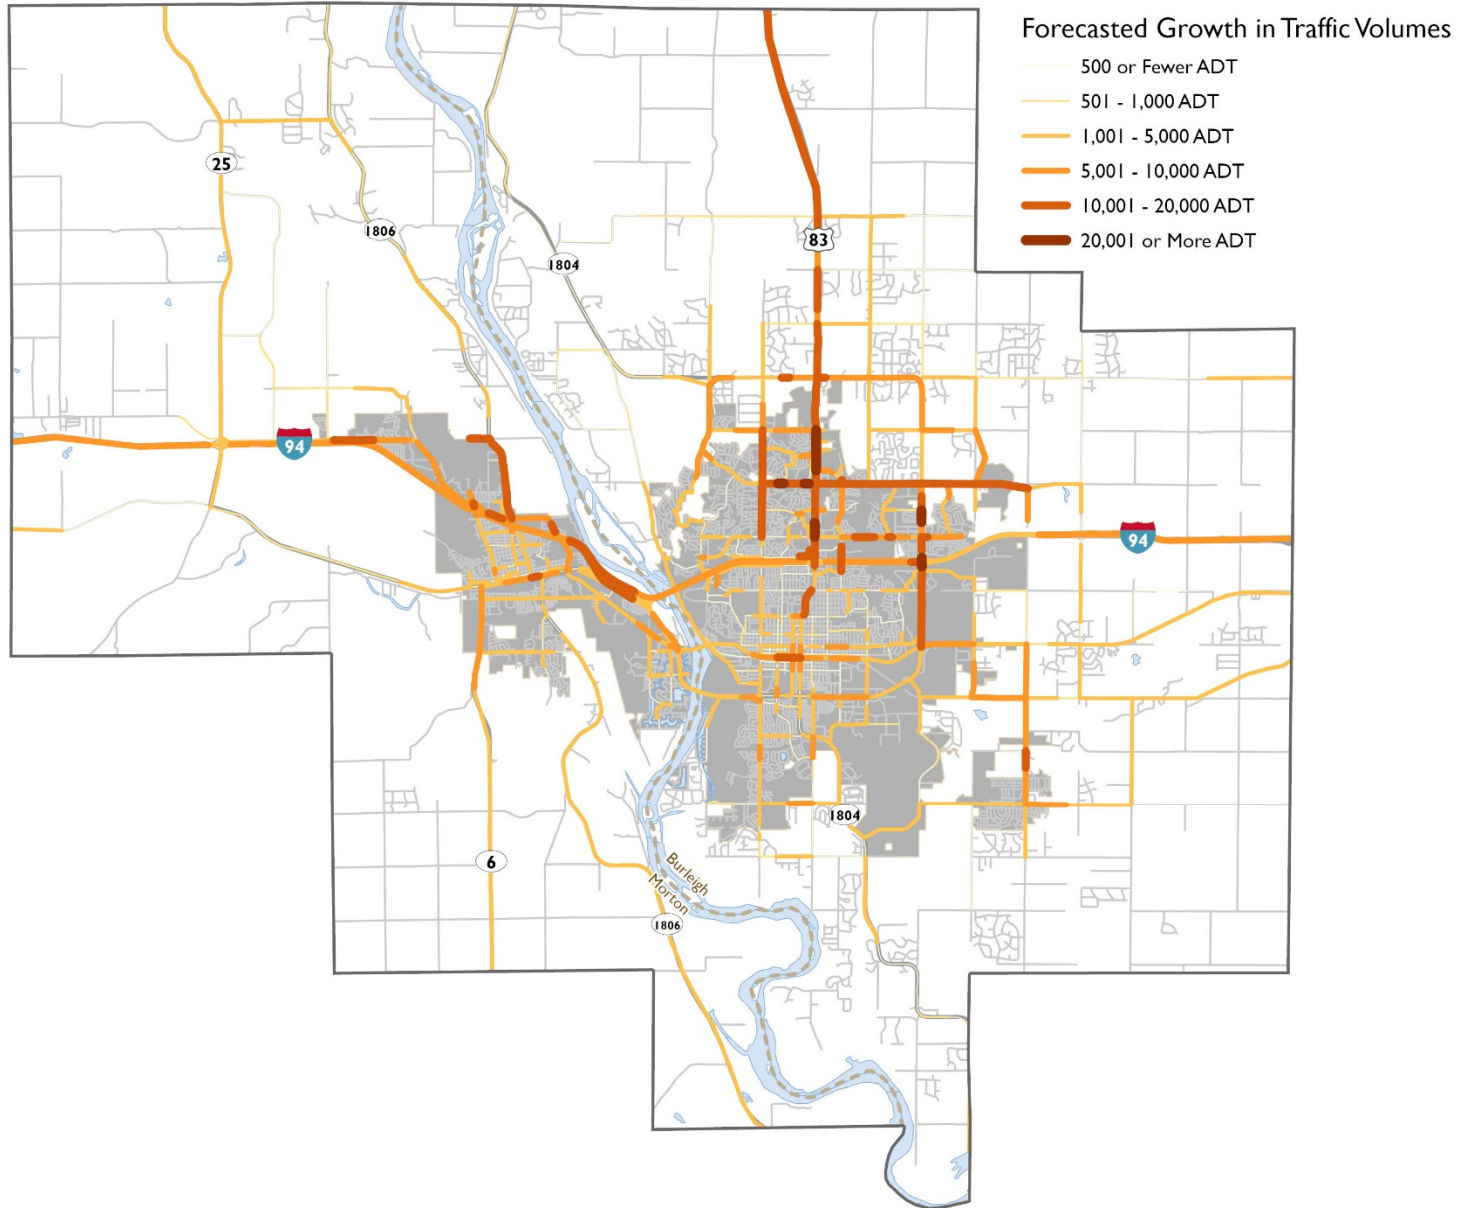 Forecasted Growth in Traffic Volumes
500 or Fewer ADT
501 - 1,000 ADT
1,001 - 5,000 ADT
5,001 - 10,000 ADT
10,001 - 20,000 ADT
20,001 or More ADT
25
1806
83
1804
94
94
1804
6
Burleigh
Morton
1806